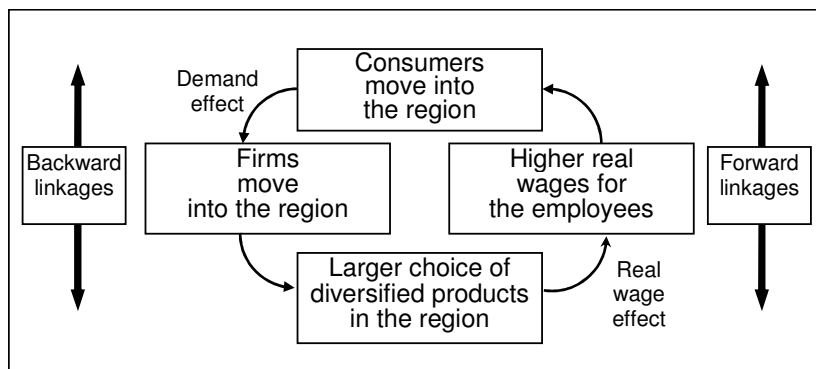 Consumers
move into
the region
Demand
effect
Backward
linkages
Firms
move
into the region
Higher real
wages for
the employees
Forward
linkages
Larger choice of
diversified products
in the region
Real
wage
effect